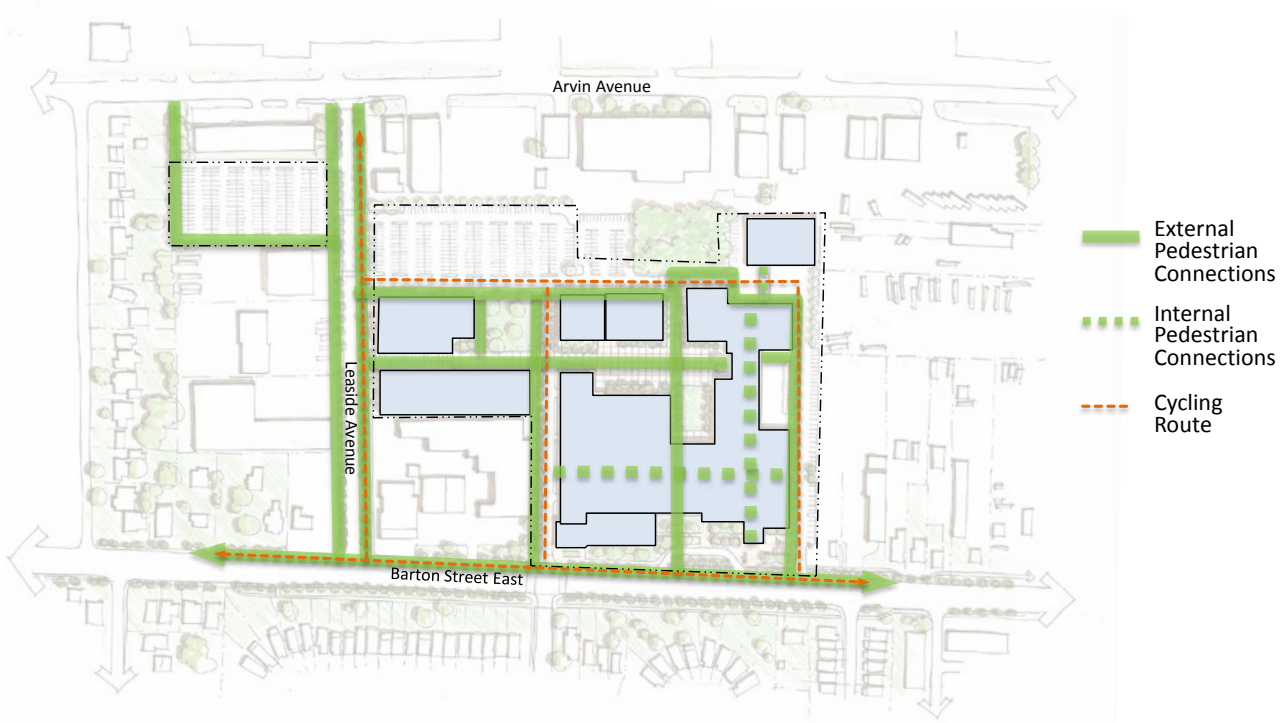 Arvin Avenue
External
Pedestrian
Connections
Internal
Pedestrian
Connections
Leaside Avenue
Cycling
Route
Barton Street East